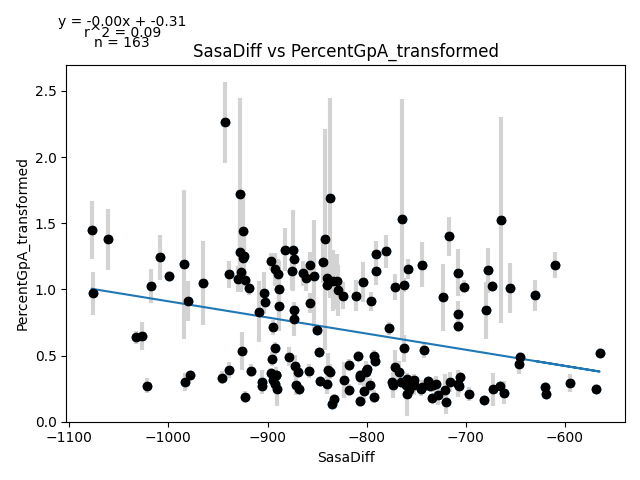 y = -0.00x + -0.31
r^2 = 0.09
n = 163
SasaDiff vs PercentGpA_transformed
PercentGpA_transformed
2.5
2.0
1.5
1.0
0.5
0.0
−1100 −1000 −900 −800 −700 −600
SasaDiff